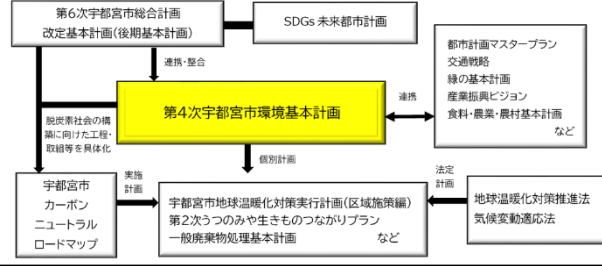 第6次宇都宮市総合計画
改定基本計画(後期基本計画)
SDGs 未来都市計画
連携・整合
都市計画マスタープラン
交通戦略
緑の基本計画
産業振興ビジョン
食料・農業・農村基本計画
など
第4次宇都宮市環境基本計画
連携
脱炭素社会の構
築に向けた工程・
取組等を具体化
個別計画
宇都宮市
カーボン
ニュートラル
ロードマップ
実施
計画
宇都宮市地球温暖化対策実行計画(区域施策編)
第2次うつのみや生きものつながりプラン
一般廃棄物処理基本計画 など
法定
計画
地球温暖化対策推進法
気候変動適応法